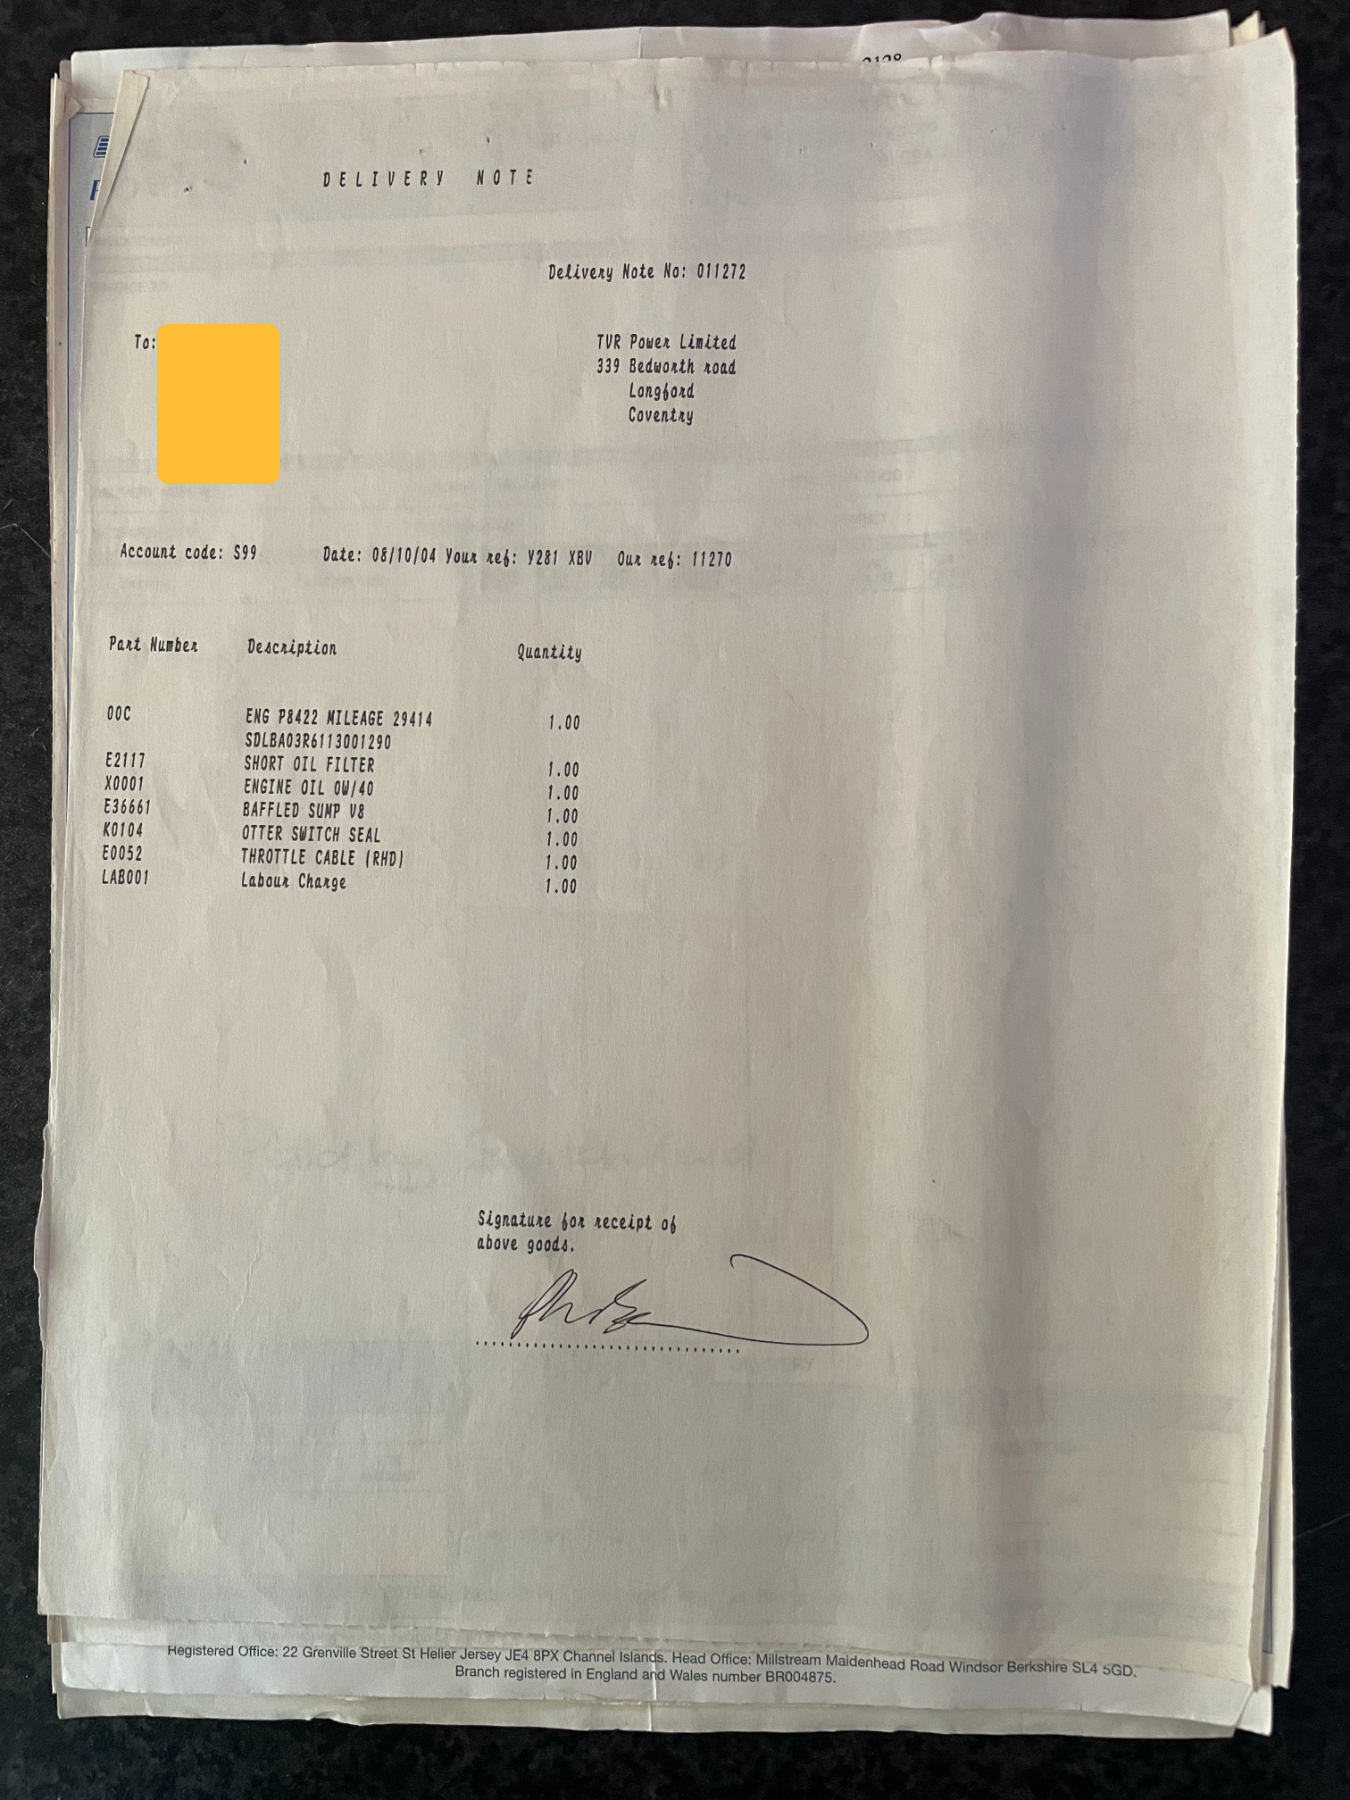 DELIVERY NOTE
Delivery Note No: 011272
To:
TVR Power Limited
339 Bedworth road
Longford
Coventry
Account code: S99 Date: 08/10/04 Your ref: Y281 XBV Our ref: 11270
Part Number Description Quantity
OOC ENG P8422 MILEAGE 29414 1.00
SDLBA03R6113001290
E2117 SHORT OIL FILTER 1.00
X0001 ENGINE OIL 0W/40 1.00
E36661 BAFFLED SUMP V8 1.00
K0104 OTTER SWITCH SEAL 1.00
E0052 THROTTLE CABLE (RHD) 1.00
LAB001 Labour Charge 1.00
Signature for receipt of
above goods.
Registered Office: 22 Grenville Street St Helier Jersey JE4 8PX Channel Islands. Head Office: Millstream Maidenhead Road Windsor Berkshire SL4 5GD.
Branch registered in England and Wales number BR004875.